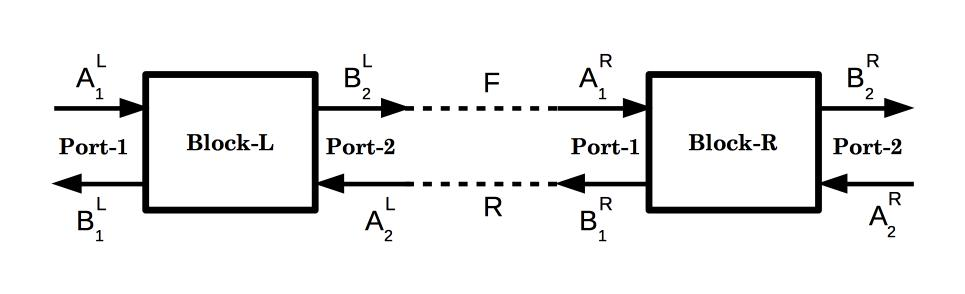 A₁ᴸ B₂ᴸ F A₁ᴿ B₂ᴿ
Port-1 Block-L Port-2 Port-1 Block-R Port-2
B₁ᴸ A₂ᴸ R B₁ᴿ A₂ᴿ